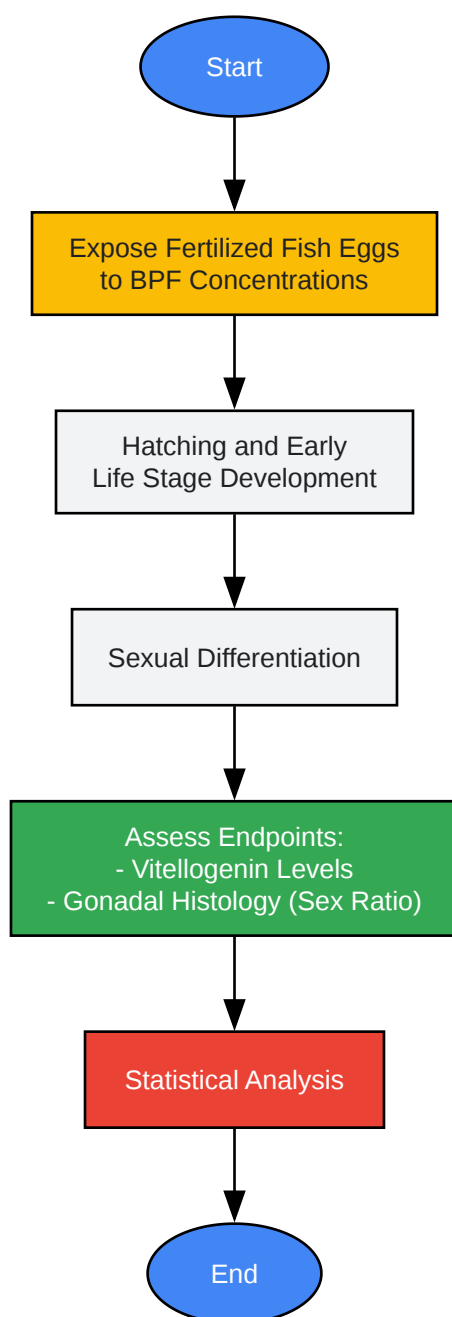 Start
Expose Fertilized Fish Eggs
to BPF Concentrations
Hatching and Early
Life Stage Development
Sexual Differentiation
Assess Endpoints:
- Vitellogenin Levels
- Gonadal Histology (Sex Ratio)
Statistical Analysis
End